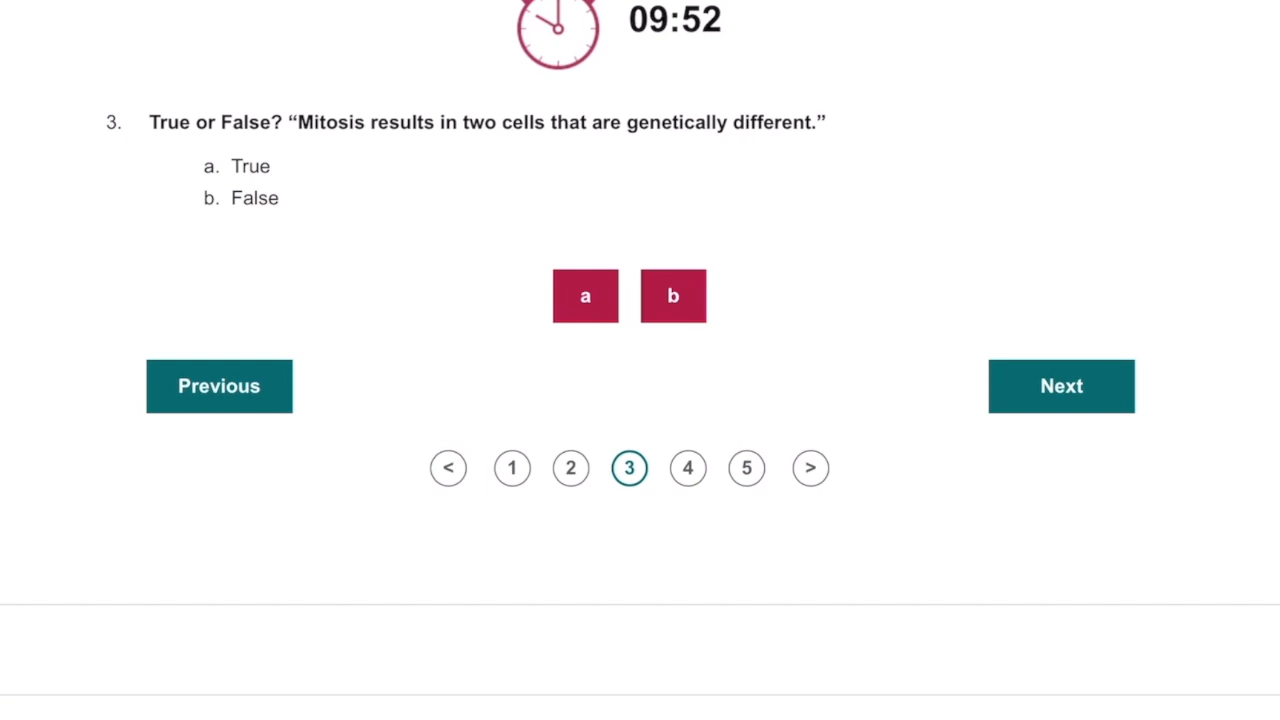 09:52
3. True or False? “Mitosis results in two cells that are genetically different.”
a. True
b. False
a b
Previous Next
< 1 2 3 4 5 >